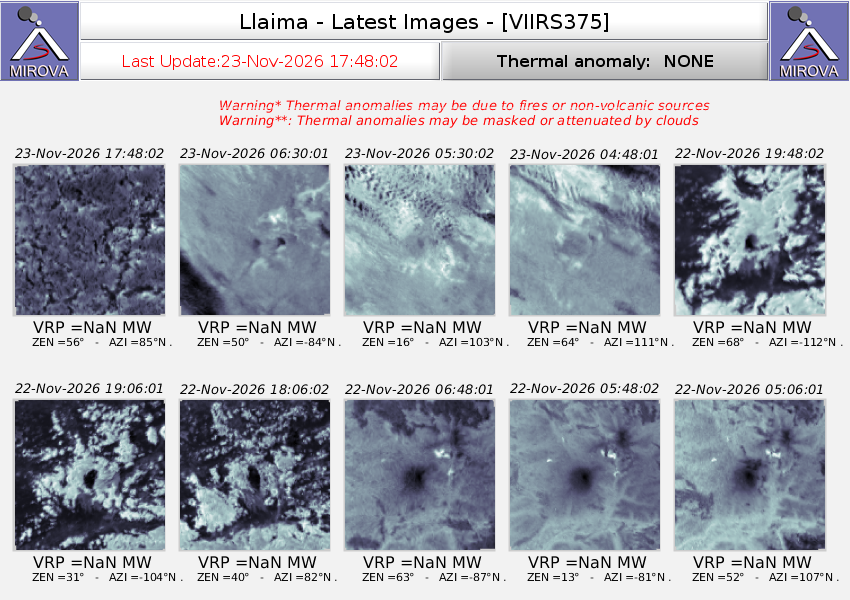 Llaima - Latest Images - [VIIRS375]
MIROVA
Last Update:23-Nov-2026 17:48:02
Thermal anomaly: NONE
MIROVA
Warning* Thermal anomalies may be due to fires or non-volcanic sources
Warning**: Thermal anomalies may be masked or attenuated by clouds
23-Nov-2026 17:48:02
23-Nov-2026 06:30:01
23-Nov-2026 05:30:02
23-Nov-2026 04:48:01
22-Nov-2026 19:48:02
VRP =NaN MW
VRP =NaN MW
VRP =NaN MW
VRP =NaN MW
VRP =NaN MW
ZEN =56° - AZI =85°N .
ZEN =50° - AZI =-84°N .
ZEN =16° - AZI =103°N .
ZEN =64° - AZI =111°N .
ZEN =68° - AZI =-112°N .
22-Nov-2026 19:06:01
22-Nov-2026 18:06:02
22-Nov-2026 06:48:01
22-Nov-2026 05:48:02
22-Nov-2026 05:06:01
VRP =NaN MW
VRP =NaN MW
VRP =NaN MW
VRP =NaN MW
VRP =NaN MW
ZEN =31° - AZI =-104°N .
ZEN =40° - AZI =82°N .
ZEN =63° - AZI =-87°N .
ZEN =13° - AZI =-81°N .
ZEN =52° - AZI =107°N .